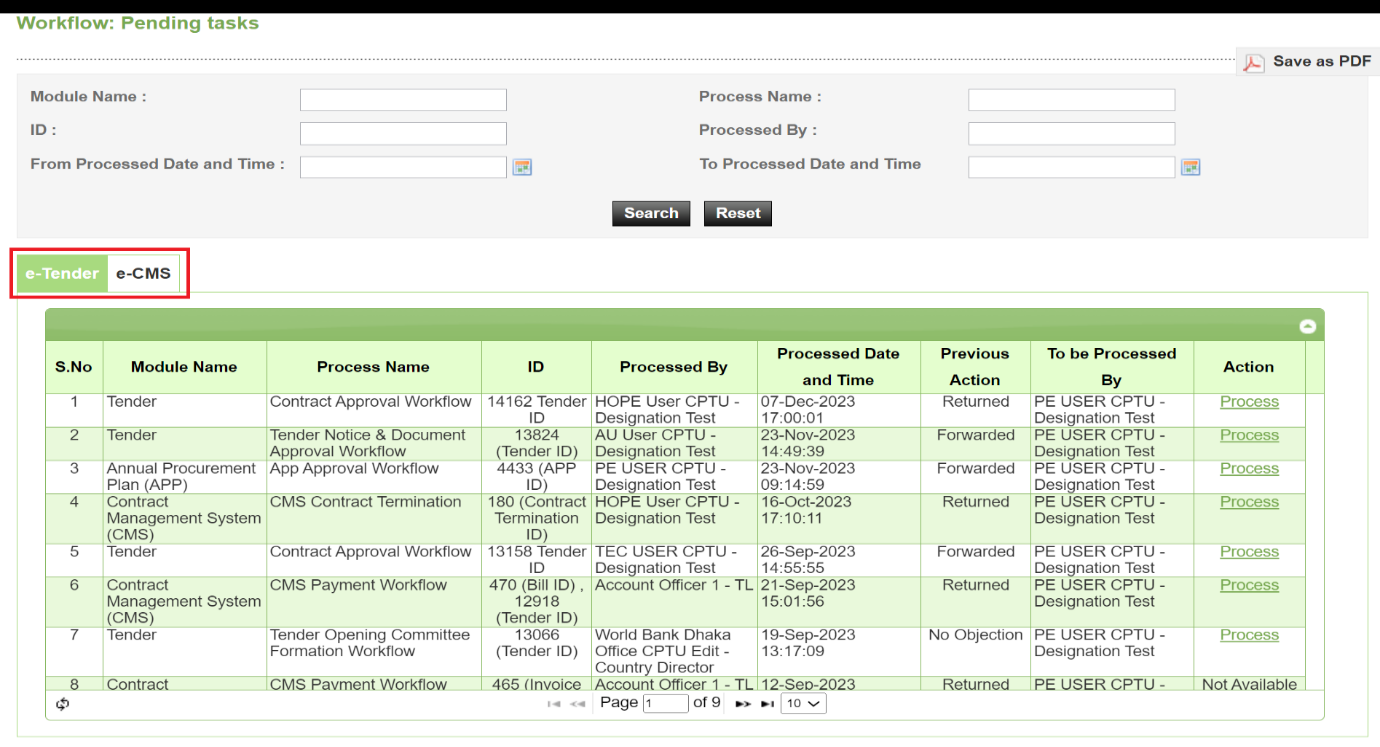 Workflow: Pending tasks
Save as PDF
Module Name :
Process Name :
ID :
Processed By :
From Processed Date and Time :
To Processed Date and Time
Search Reset
e-Tender e-CMS
S.No Module Name Process Name ID Processed By Processed Date and Time Previous Action To be Processed By Action
1 Tender Contract Approval Workflow 14162 Tender ID HOPE User CPTU - Designation Test 07-Dec-2023 17:00:01 Returned PE USER CPTU - Designation Test Process
2 Tender Tender Notice & Document Approval Workflow 13824 (Tender ID) AU User CPTU - Designation Test 23-Nov-2023 14:49:39 Forwarded PE USER CPTU - Designation Test Process
3 Annual Procurement Plan (APP) App Approval Workflow 4433 (APP ID) PE USER CPTU - Designation Test 23-Nov-2023 09:14:59 Forwarded PE USER CPTU - Designation Test Process
4 Contract Management System (CMS) CMS Contract Termination 180 (Contract Termination ID) HOPE User CPTU - Designation Test 16-Oct-2023 17:10:11 Returned PE USER CPTU - Designation Test Process
5 Tender Contract Approval Workflow 13158 Tender ID TEC USER CPTU - Designation Test 26-Sep-2023 14:55:55 Forwarded PE USER CPTU - Designation Test Process
6 Contract Management System (CMS) CMS Payment Workflow 470 (Bill ID) , 12918 (Tender ID) Account Officer 1 - TL 21-Sep-2023 15:01:56 Returned PE USER CPTU - Designation Test Process
7 Tender Tender Opening Committee Formation Workflow 13066 (Tender ID) World Bank Dhaka Office CPTU Edit - Country Director 19-Sep-2023 13:17:09 No Objection PE USER CPTU - Designation Test Process
8 Contract CMS Payment Workflow 465 (Invoice Account Officer 1 - TL 12-Sep-2023 Returned PE USER CPTU - Not Available
Page 1 of 9 10